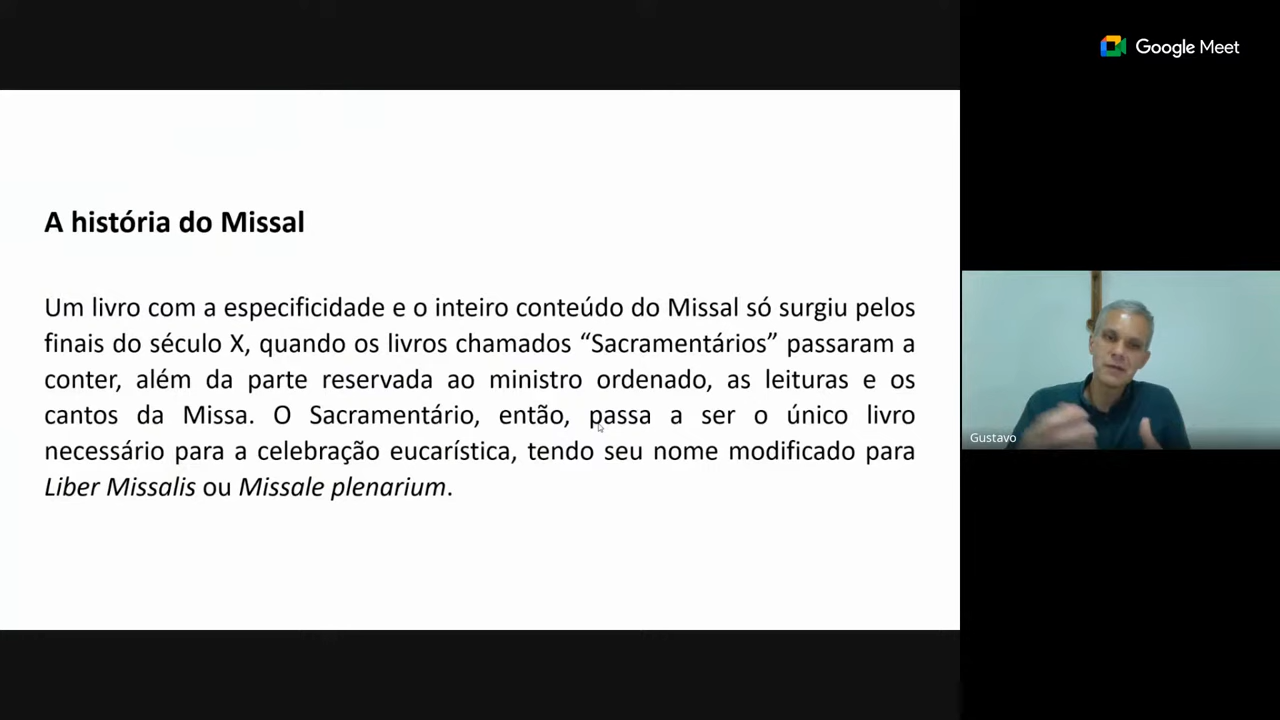 Google Meet
A história do Missal
Um livro com a especificidade e o inteiro conteúdo do Missal só surgiu pelos
finais do século X, quando os livros chamados “Sacramentários” passaram a
conter, além da parte reservada ao ministro ordenado, as leituras e os
cantos da Missa. O Sacramentário, então, passa a ser o único livro
necessário para a celebração eucarística, tendo seu nome modificado para
Liber Missalis ou Missale plenarium.
Gustavo